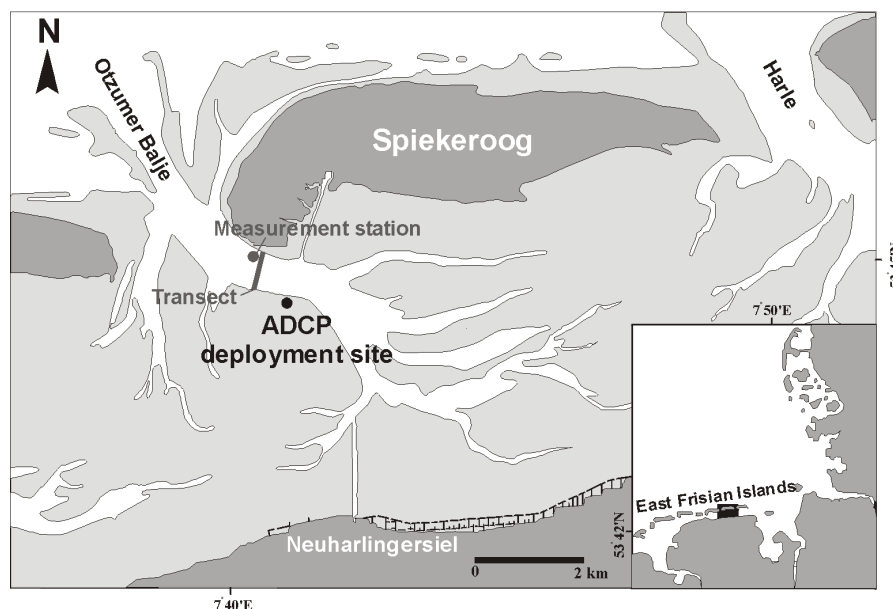 N
Otzumer Balje
Harle
Spiekeroog
Measurement station
Transect
ADCP
deployment site
7°50'E
East Frisian Islands
53°42'N
Neuharlingersiel
0 2 km
7°40'E